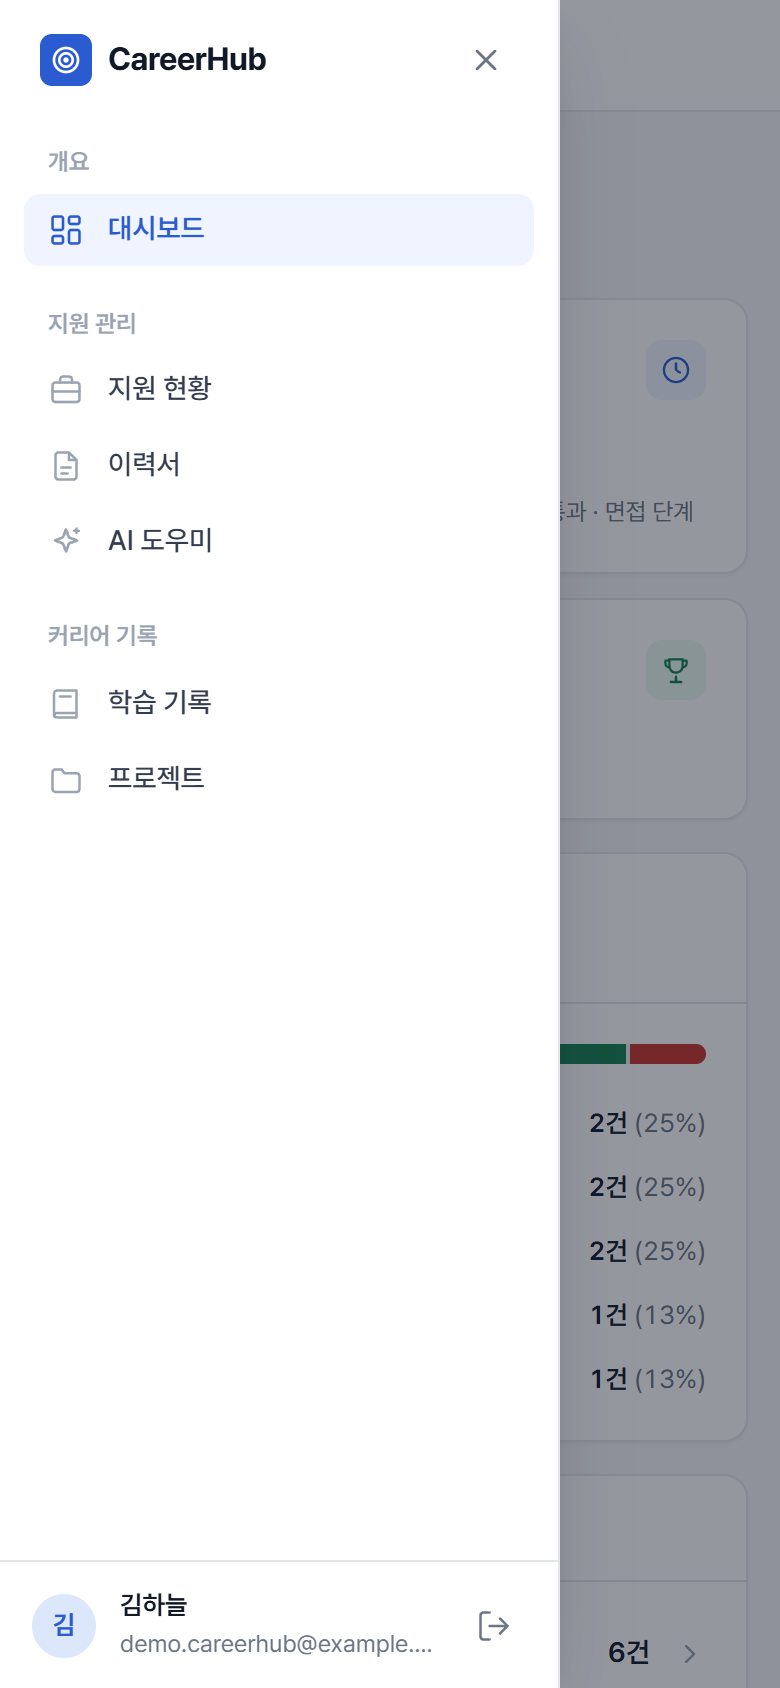 CareerHub
개요
대시보드
지원 관리
지원 현황
이력서
AI 도우미
커리어 기록
학습 기록
프로젝트
김
김하늘
demo.careerhub@example....
· 면접 단계
2건 (25%)
2건 (25%)
2건 (25%)
1건 (13%)
1건 (13%)
6건